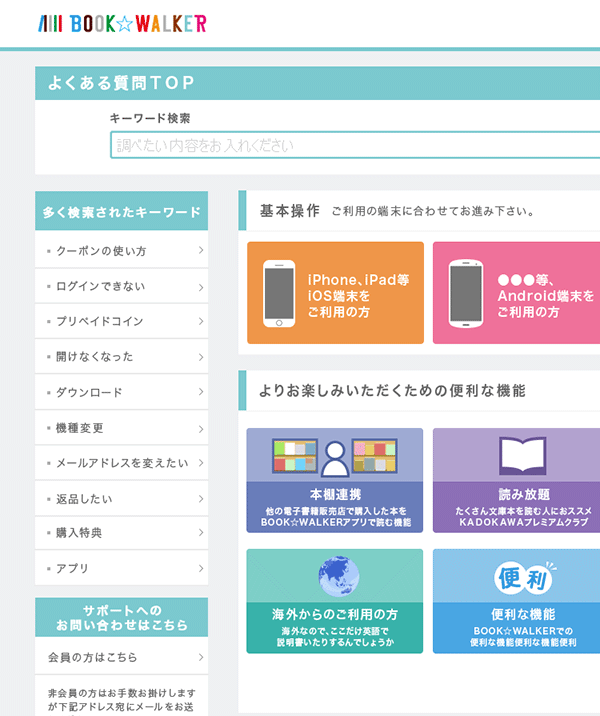 BOOK☆WALKER
よくある質問TOP
キーワード検索
調べたい内容をお入れください
多く検索されたキーワード
クーポンの使い方
ログインできない
プリペイドコイン
開けなくなった
ダウンロード
機種変更
メールアドレスを変えたい
返品したい
購入特典
アプリ
サポートへの
お問い合わせはこちら
会員の方はこちら
非会員の方はお手数お掛けします
が下記アドレス宛にメールをお送
基本操作 ご利用の端末に合わせてお進み下さい。
iPhone、iPad等
iOS端末を
ご利用の方
●●●等、
Android端末を
ご利用の方
よりお楽しみいただくための便利な機能
本棚連携
他の電子書籍販売店で購入した本を
BOOK☆WALKERアプリで読む機能
読み放題
たくさん文庫本を読む人におススメ
KADOKAWAプレミアムクラブ
海外からのご利用の方
海外なので、ここだけ英語で
説明書いたりするんでしょうか
便利
便利な機能
BOOK☆WALKERでの
便利な機能便利な機能便利